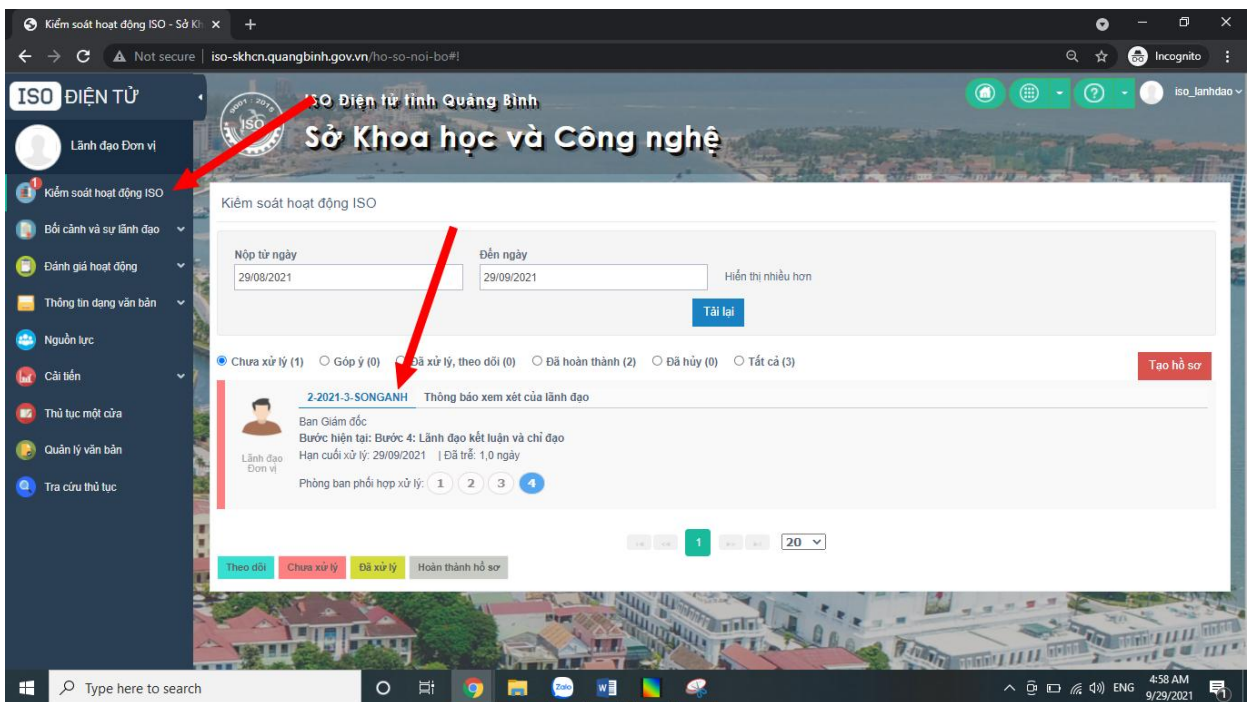 Kiểm soát hoạt động ISO - Sở Kh
Not secure | iso-skhcn.quangbinh.gov.vn/ho-so-noi-bo#!
Incognito
ISO ĐIỆN TỬ
Lãnh đạo Đơn vị
1
Kiểm soát hoạt động ISO
Bối cảnh và sự lãnh đạo
Đánh giá hoạt động
Thông tin dạng văn bản
Nguồn lực
Cải tiến
Thủ tục một cửa
Quản lý văn bản
Tra cứu thủ tục
ISO
ISO Điện tử tỉnh Quảng Bình
Sở Khoa học và Công nghệ
iso_lanhdao
Kiểm soát hoạt động ISO
Nộp từ ngày
Đến ngày
29/08/2021
29/09/2021
Hiển thị nhiều hơn
Tải lại
Chưa xử lý (1) Góp ý (0) Đã xử lý, theo dõi (0) Đã hoàn thành (2) Đã hủy (0) Tất cả (3)
Tạo hồ sơ
2-2021-3-SONGANH Thông báo xem xét của lãnh đạo
Ban Giám đốc
Bước hiện tại: Bước 4: Lãnh đạo kết luận và chỉ đạo
Hạn cuối xử lý: 29/09/2021 | Đã trễ: 1,0 ngày
Lãnh đạo
Đơn vị
Phòng ban phối hợp xử lý: 1 2 3 4
1
20
Theo dõi Chưa xử lý Đã xử lý Hoàn thành hồ sơ
Type here to search
Zalo
ENG
4:58 AM
9/29/2021